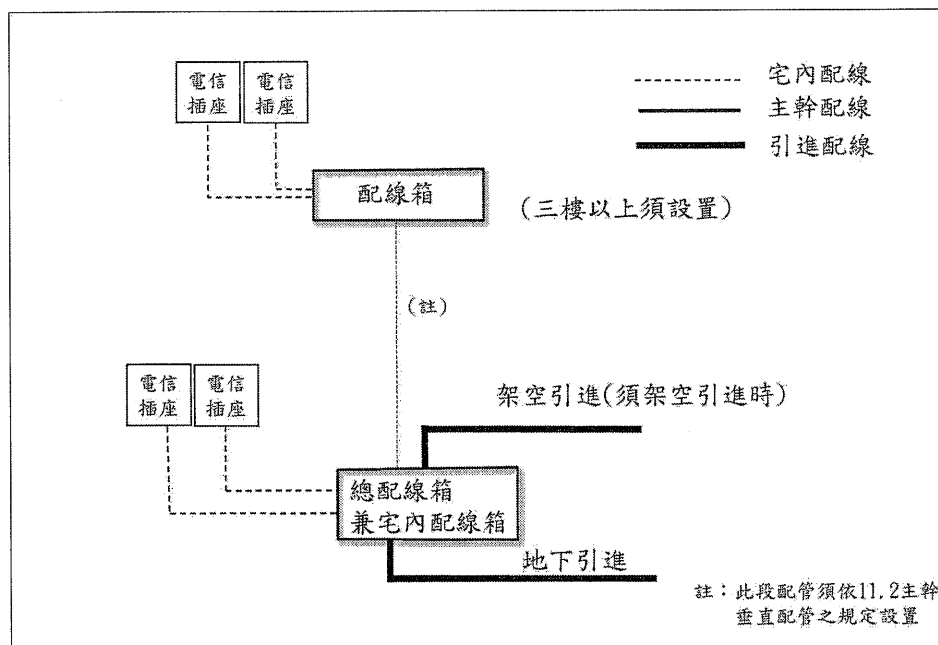 電信
插座
電信
插座
宅內配線
主幹配線
引進配線
配線箱
(三樓以上須設置)
(註)
電信
插座
電信
插座
架空引進(須架空引進時)
總配線箱
兼宅內配線箱
地下引進
註：此段配管須依11.2主幹
垂直配管之規定設置